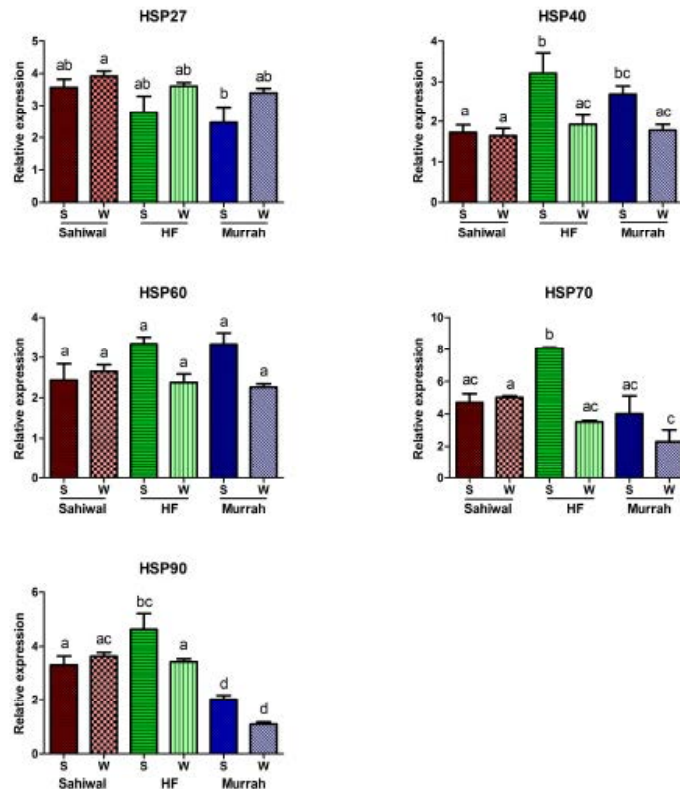 HSP27
Relative expression
5
4
3
2
1
0
ab
a
ab
ab
b
ab
S W S W S W
Sahiwal HF Murrah
HSP40
Relative expression
4
3
2
1
0
a
a
b
ac
bc
ac
S W S W S W
Sahiwal HF Murrah
HSP60
Relative expression
4
3
2
1
0
a
a
a
a
a
a
S W S W S W
Sahiwal HF Murrah
HSP70
Relative expression
10
8
6
4
2
0
ac
a
b
ac
ac
c
S W S W S W
Sahiwal HF Murrah
HSP90
Relative expression
6
4
2
0
a
ac
bc
a
d
d
S W S W S W
Sahiwal HF Murrah